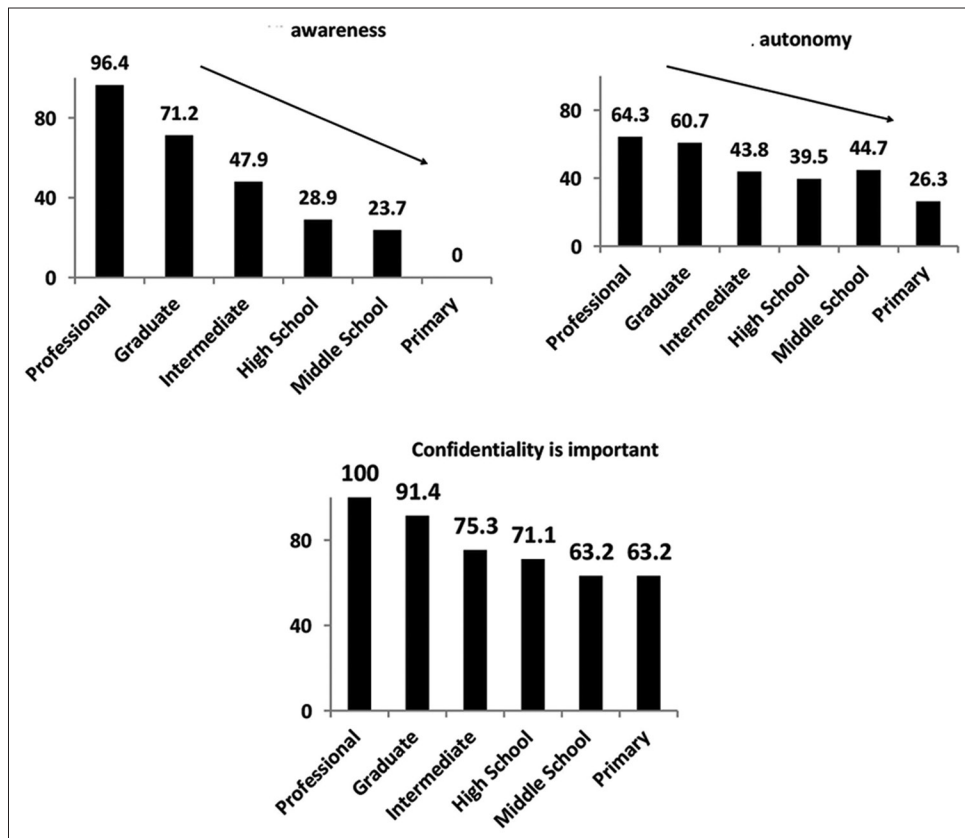 awareness
96.4
71.2
47.9
28.9
23.7
0
80
40
0
Professional
Graduate
Intermediate
High School
Middle School
Primary
autonomy
64.3
60.7
43.8
39.5
44.7
26.3
80
40
0
Professional
Graduate
Intermediate
High School
Middle School
Primary
Confidentiality is important
100
91.4
75.3
71.1
63.2
63.2
80
40
0
Professional
Graduate
Intermediate
High School
Middle School
Primary